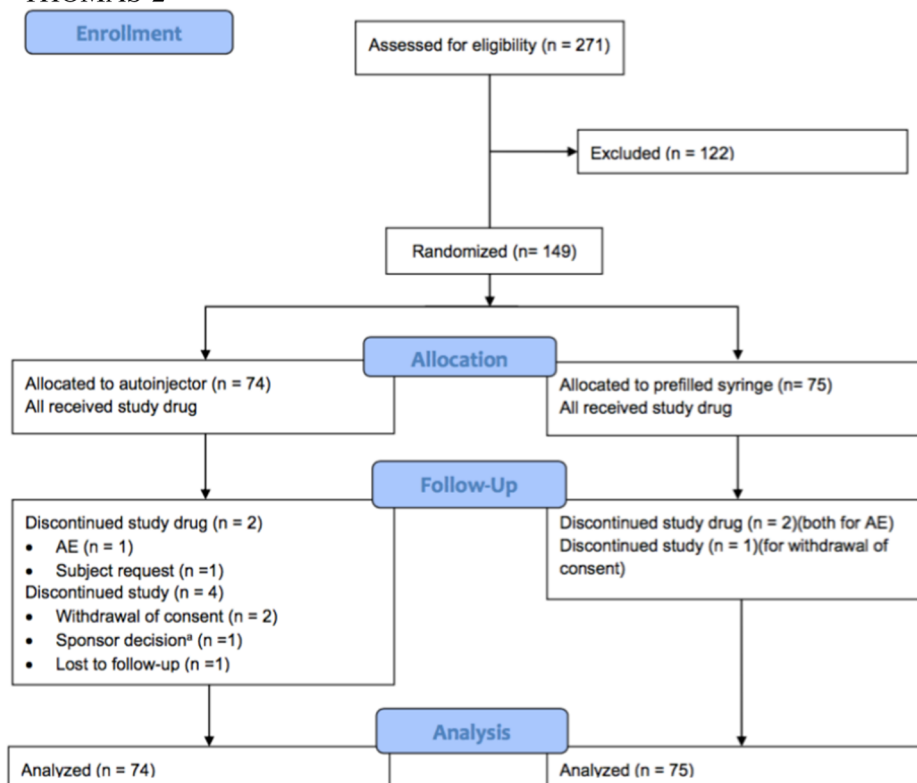 THOMAS-2
Enrollment
Assessed for eligibility (n = 271)
Excluded (n = 122)
Randomized (n= 149)
Allocation
Allocated to autoinjector (n = 74)
All received study drug
Allocated to prefilled syringe (n= 75)
All received study drug
Follow-Up
Discontinued study drug (n = 2)
• AE (n = 1)
• Subject request (n =1)
Discontinued study (n = 4)
• Withdrawal of consent (n = 2)
• Sponsor decisionᵃ (n =1)
• Lost to follow-up (n =1)
Discontinued study drug (n = 2)(both for AE)
Discontinued study (n = 1)(for withdrawal of
consent)
Analysis
Analyzed (n = 74)
Analyzed (n = 75)